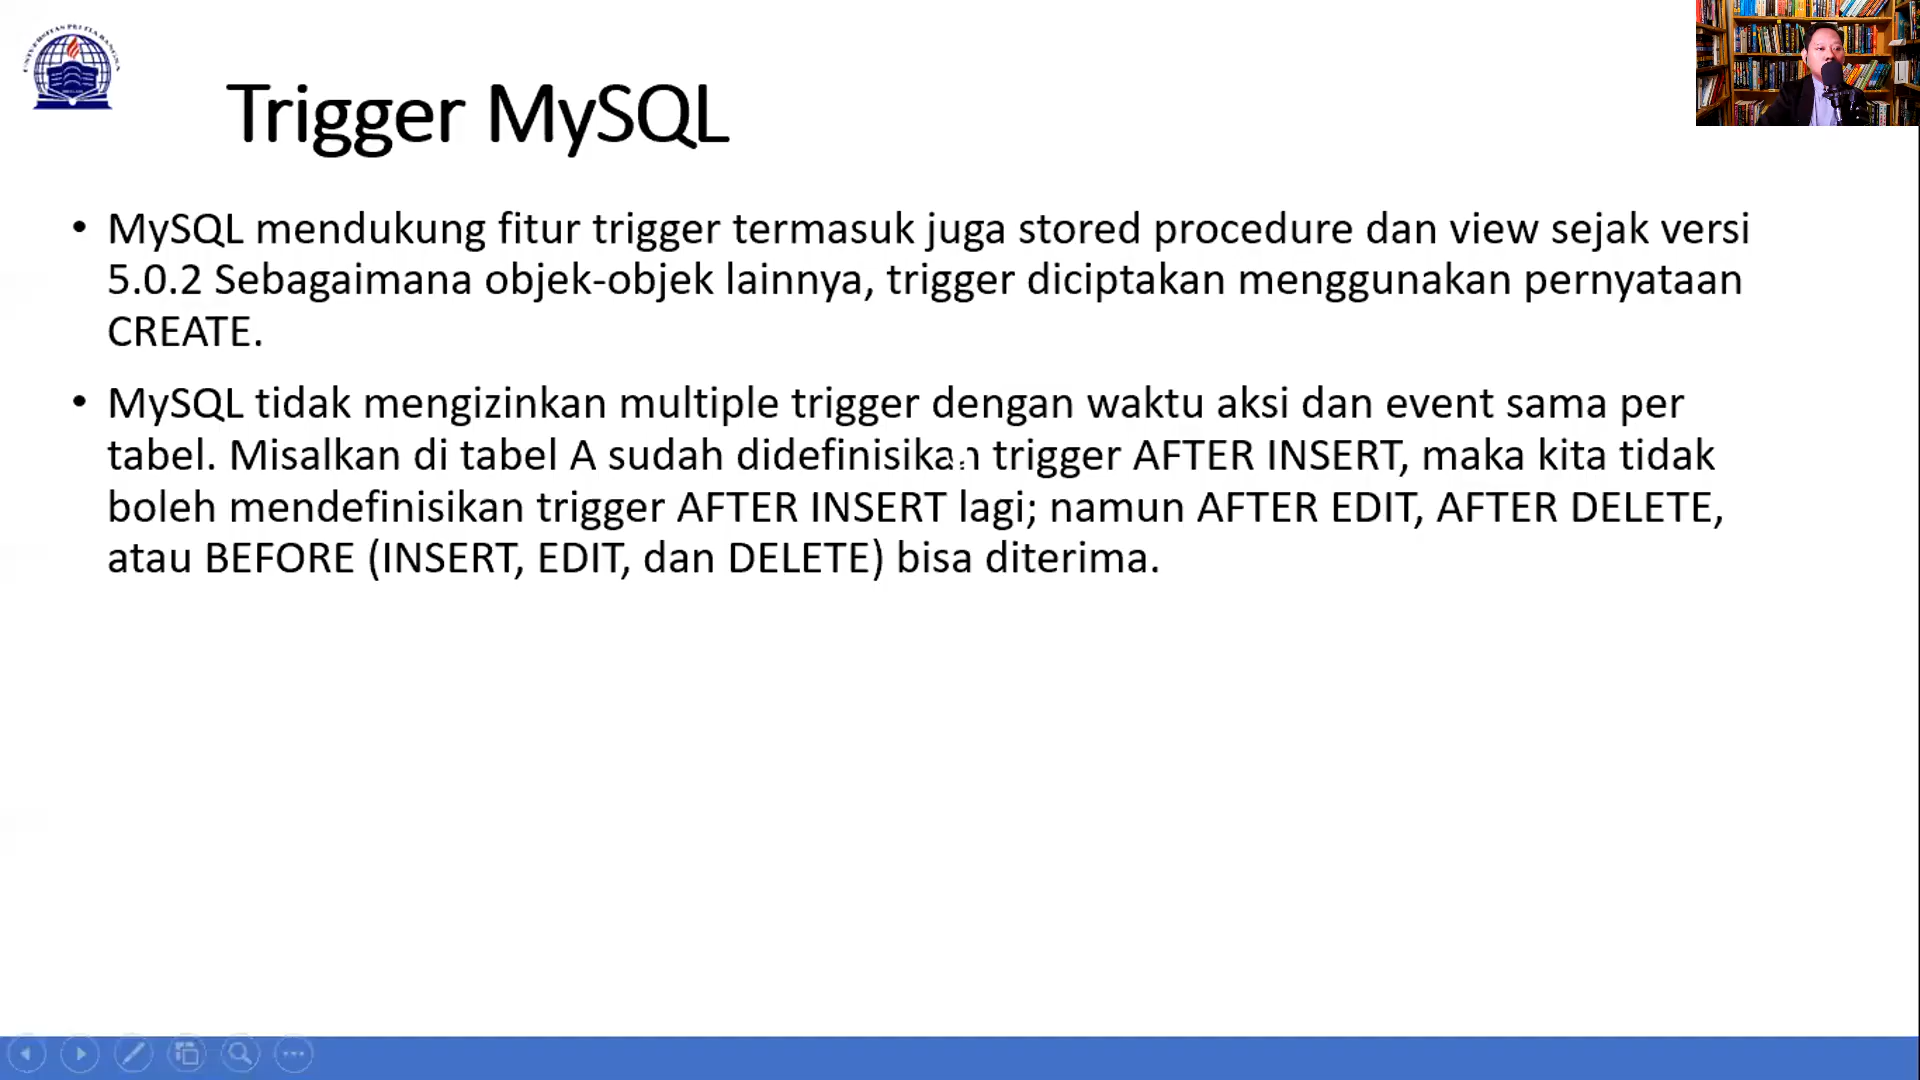 Trigger MySQL
• MySQL mendukung fitur trigger termasuk juga stored procedure dan view sejak versi
5.0.2 Sebagaimana objek-objek lainnya, trigger diciptakan menggunakan pernyataan
CREATE.
• MySQL tidak mengizinkan multiple trigger dengan waktu aksi dan event sama per
tabel. Misalkan di tabel A sudah didefinisikan trigger AFTER INSERT, maka kita tidak
boleh mendefinisikan trigger AFTER INSERT lagi; namun AFTER EDIT, AFTER DELETE,
atau BEFORE (INSERT, EDIT, dan DELETE) bisa diterima.